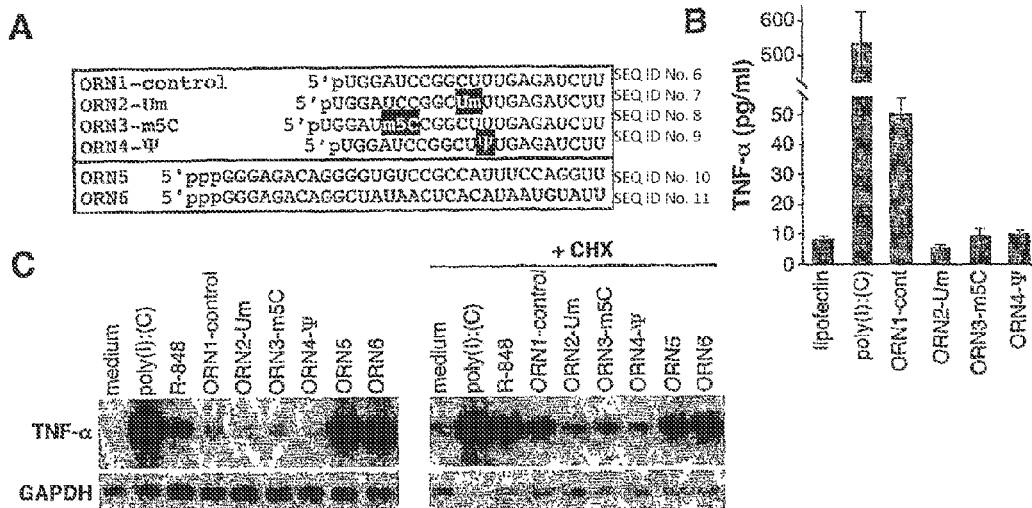 A
ORN1-control 5'pUGGAUCCGGCUUUGAGAUCUU SEQ ID No. 6
ORN2-Um 5'pUGGAUCCGGCUmUUGAGAUCUU SEQ ID No. 7
ORN3-m5C 5'pUGGAUm5CCGGCUUUGAGAUCUU SEQ ID No. 8
ORN4-Ψ 5'pUGGAUCCGGCUΨUGAGAUCUU SEQ ID No. 9
ORN5 5'pppGGGAGACAGGGGUGUCCGCCAUUUCCAGGUU SEQ ID No. 10
ORN6 5'pppGGGAGACAGGCUAUAACUCACAUAAUGUAUU SEQ ID No. 11
B
TNF-α (pg/ml)
600
500
50
40
30
20
10
0
lipofectin
poly(I):(C)
ORN1-cont
ORN2-Um
ORN3-m5C
ORN4-Ψ
C
+ CHX
medium
poly(I):(C)
R-848
ORN1-control
ORN2-Um
ORN3-m5C
ORN4-Ψ
ORN5
ORN6
medium
poly(I):(C)
R-848
ORN1-control
ORN2-Um
ORN3-m5C
ORN4-Ψ
ORN5
ORN6
TNF-α
GAPDH